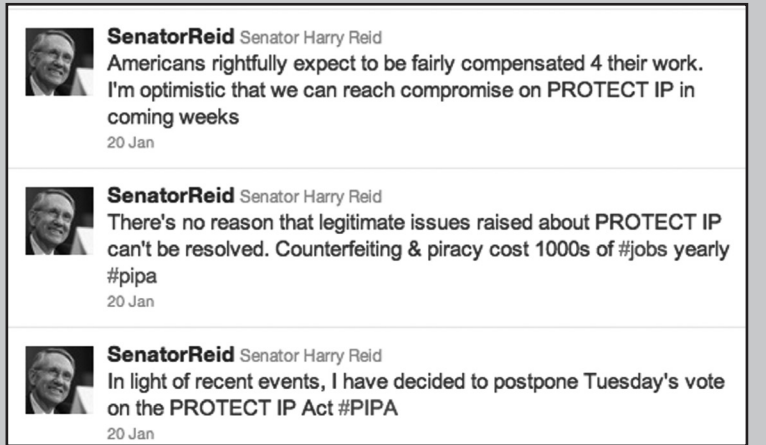 SenatorReid Senator Harry Reid
Americans rightfully expect to be fairly compensated 4 their work.
I'm optimistic that we can reach compromise on PROTECT IP in
coming weeks
20 Jan
SenatorReid Senator Harry Reid
There's no reason that legitimate issues raised about PROTECT IP
can't be resolved. Counterfeiting & piracy cost 1000s of #jobs yearly
#pipa
20 Jan
SenatorReid Senator Harry Reid
In light of recent events, I have decided to postpone Tuesday's vote
on the PROTECT IP Act #PIPA
20 Jan